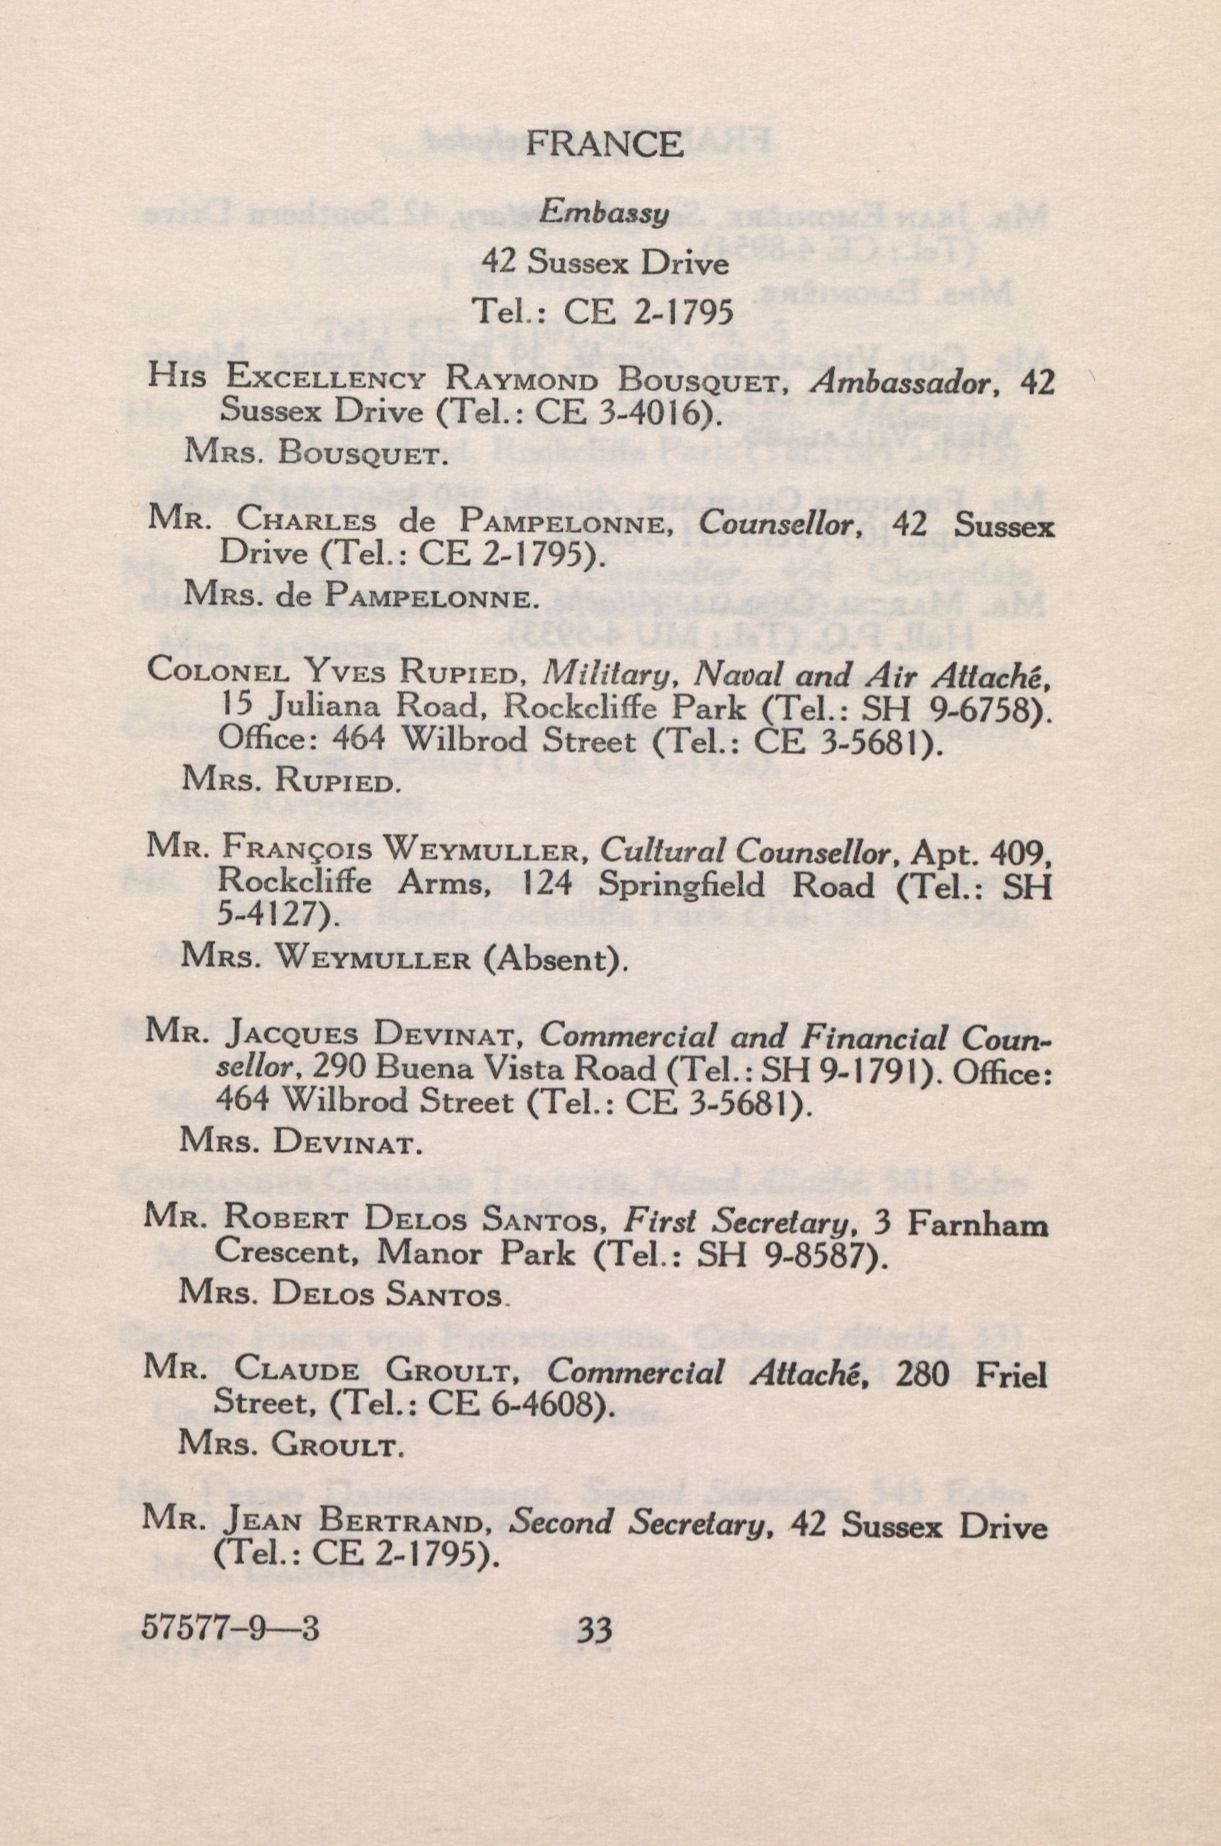 FRANCE
Embassy
42 Sussex Drive
Tel.: CE 2-1795
HIS EXCELLENCY RAYMOND BOUSQUET, Ambassador, 42
Sussex Drive (Tel.: CE 3-4016).
MRS. BOUSQUET.
MR. CHARLES de PAMPELONNE, Counsellor, 42 Sussex
Drive (Tel.: CE 2-1795).
MRS. de PAMPELONNE.
COLONEL YVES RUPIED, Military, Naval and Air Attaché,
15 Juliana Road, Rockcliffe Park (Tel.: SH 9-6758).
Office: 464 Wilbrod Street (Tel.: CE 3-5681).
MRS. RUPIED.
MR. FRANÇOIS WEYMULLER, Cultural Counsellor, Apt. 409,
Rockcliffe Arms, 124 Springfield Road (Tel.: SH
5-4127).
MRS. WEYMULLER (Absent).
MR. JACQUES DEVINAT, Commercial and Financial Coun-
sellor, 290 Buena Vista Road (Tel.: SH 9-1791). Office:
464 Wilbrod Street (Tel.: CE 3-5681).
MRS. DEVINAT.
MR. ROBERT DELOS SANTOS, First Secretary, 3 Farnham
Crescent, Manor Park (Tel.: SH 9-8587).
MRS. DELOS SANTOS.
MR. CLAUDE GROULT, Commercial Attaché, 280 Friel
Street, (Tel.: CE 6-4608).
MRS. GROULT.
MR. JEAN BERTRAND, Second Secretary, 42 Sussex Drive
(Tel.: CE 2-1795).
57577-9—3 33